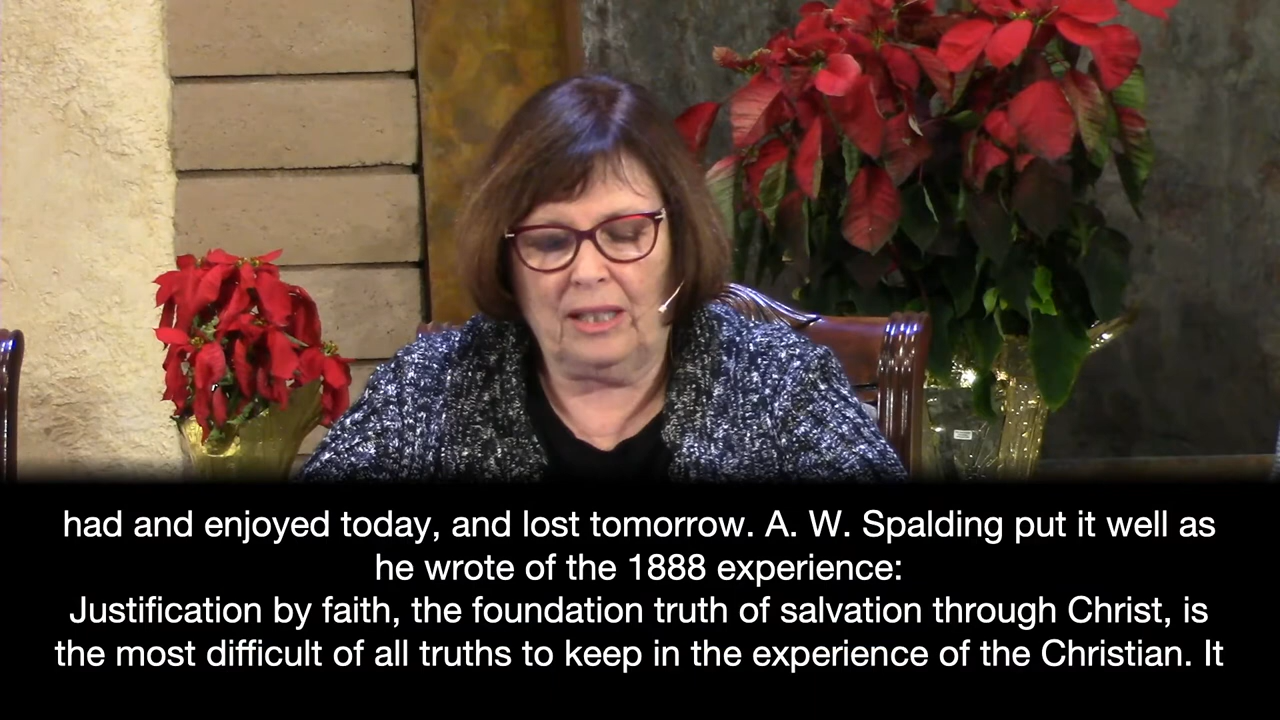 had and enjoyed today, and lost tomorrow. A. W. Spalding put it well as
he wrote of the 1888 experience:
Justification by faith, the foundation truth of salvation through Christ, is
the most difficult of all truths to keep in the experience of the Christian. It